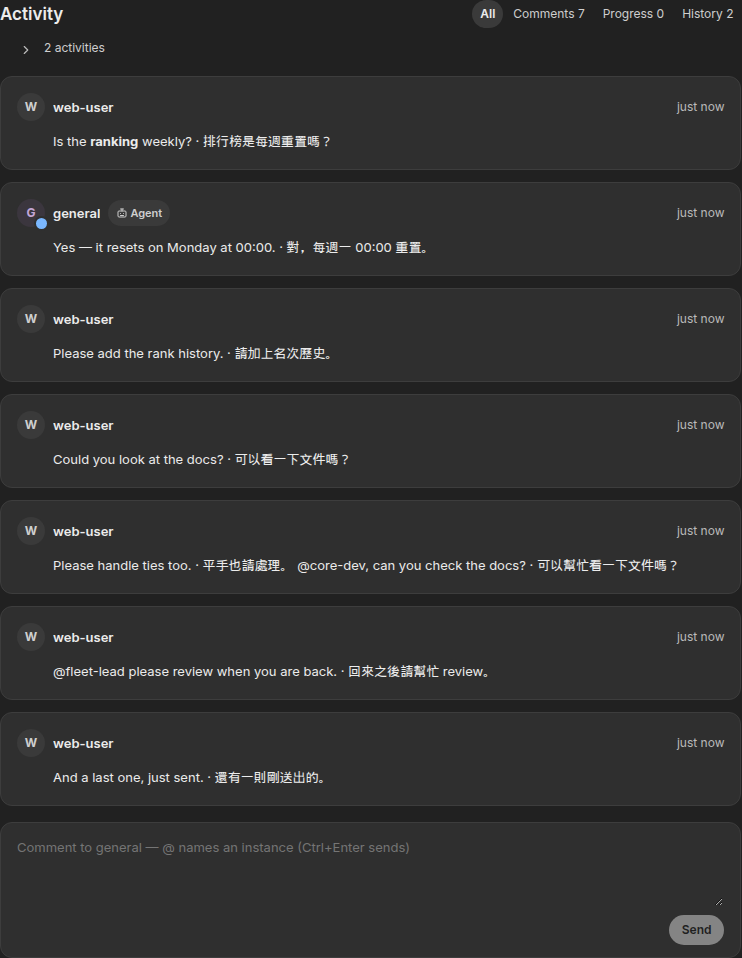 Activity
All Comments 7 Progress 0 History 2
2 activities
W web-user just now
Is the ranking weekly? · 排行榜是每週重置嗎？
G general Agent just now
Yes — it resets on Monday at 00:00. · 對，每週一 00:00 重置。
W web-user just now
Please add the rank history. · 請加上名次歷史。
W web-user just now
Could you look at the docs? · 可以看一下文件嗎？
W web-user just now
Please handle ties too. · 平手也請處理。 @core-dev, can you check the docs? · 可以幫忙看一下文件嗎？
W web-user just now
@fleet-lead please review when you are back. · 回來之後請幫忙 review。
W web-user just now
And a last one, just sent. · 還有一則剛送出的。
Comment to general — @ names an instance (Ctrl+Enter sends)
Send